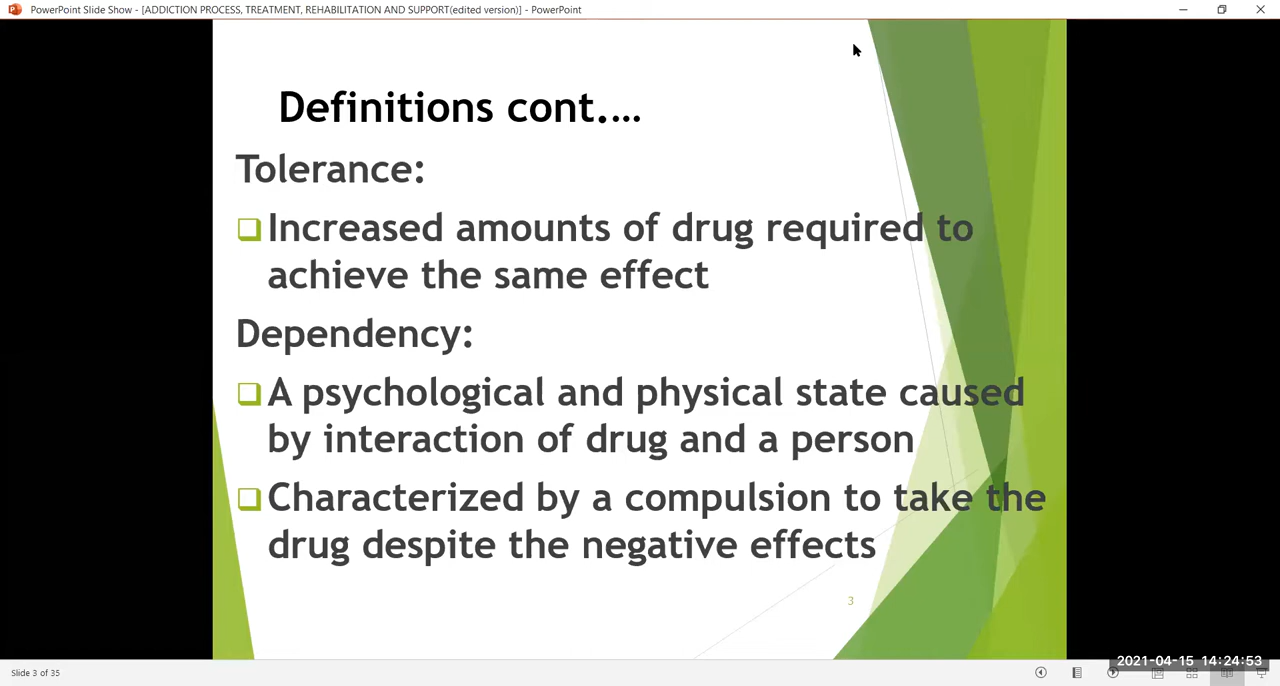 PowerPoint Slide Show - [ADDICTION PROCESS, TREATMENT, REHABILITATION AND SUPPORT(edited version)] - PowerPoint
Definitions cont.…
Tolerance:
Increased amounts of drug required to
achieve the same effect
Dependency:
A psychological and physical state caused
by interaction of drug and a person
Characterized by a compulsion to take the
drug despite the negative effects
3
2021-04-15 14:24:53
Slide 3 of 35